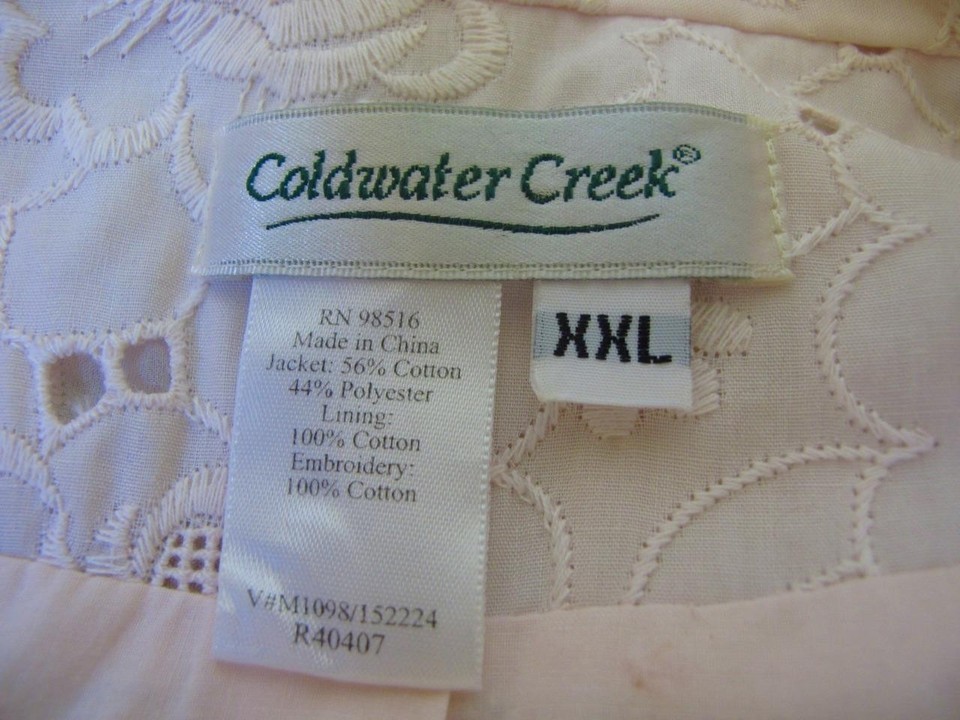 Coldwater Creek®
RN 98516
Made in China
Jacket: 56% Cotton
44% Polyester
Lining:
100% Cotton
Embroidery:
100% Cotton
V#M1098/152224
R40407
XXL